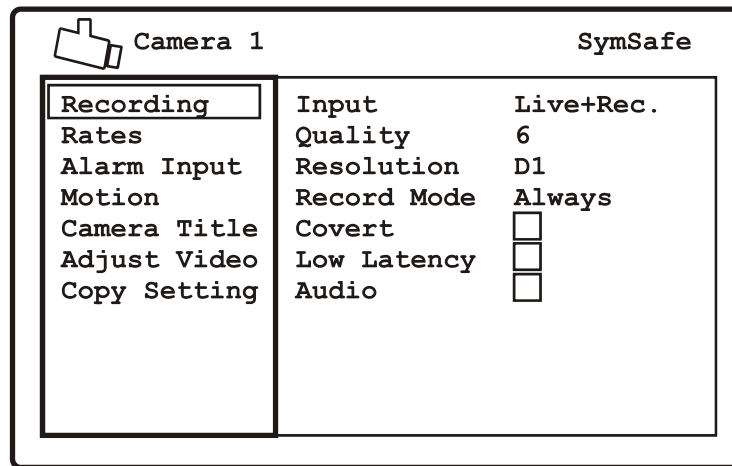 Camera 1 SymSafe
Recording Input Live+Rec.
Rates Quality 6
Alarm Input Resolution D1
Motion Record Mode Always
Camera Title Covert
Adjust Video Low Latency
Copy Setting Audio